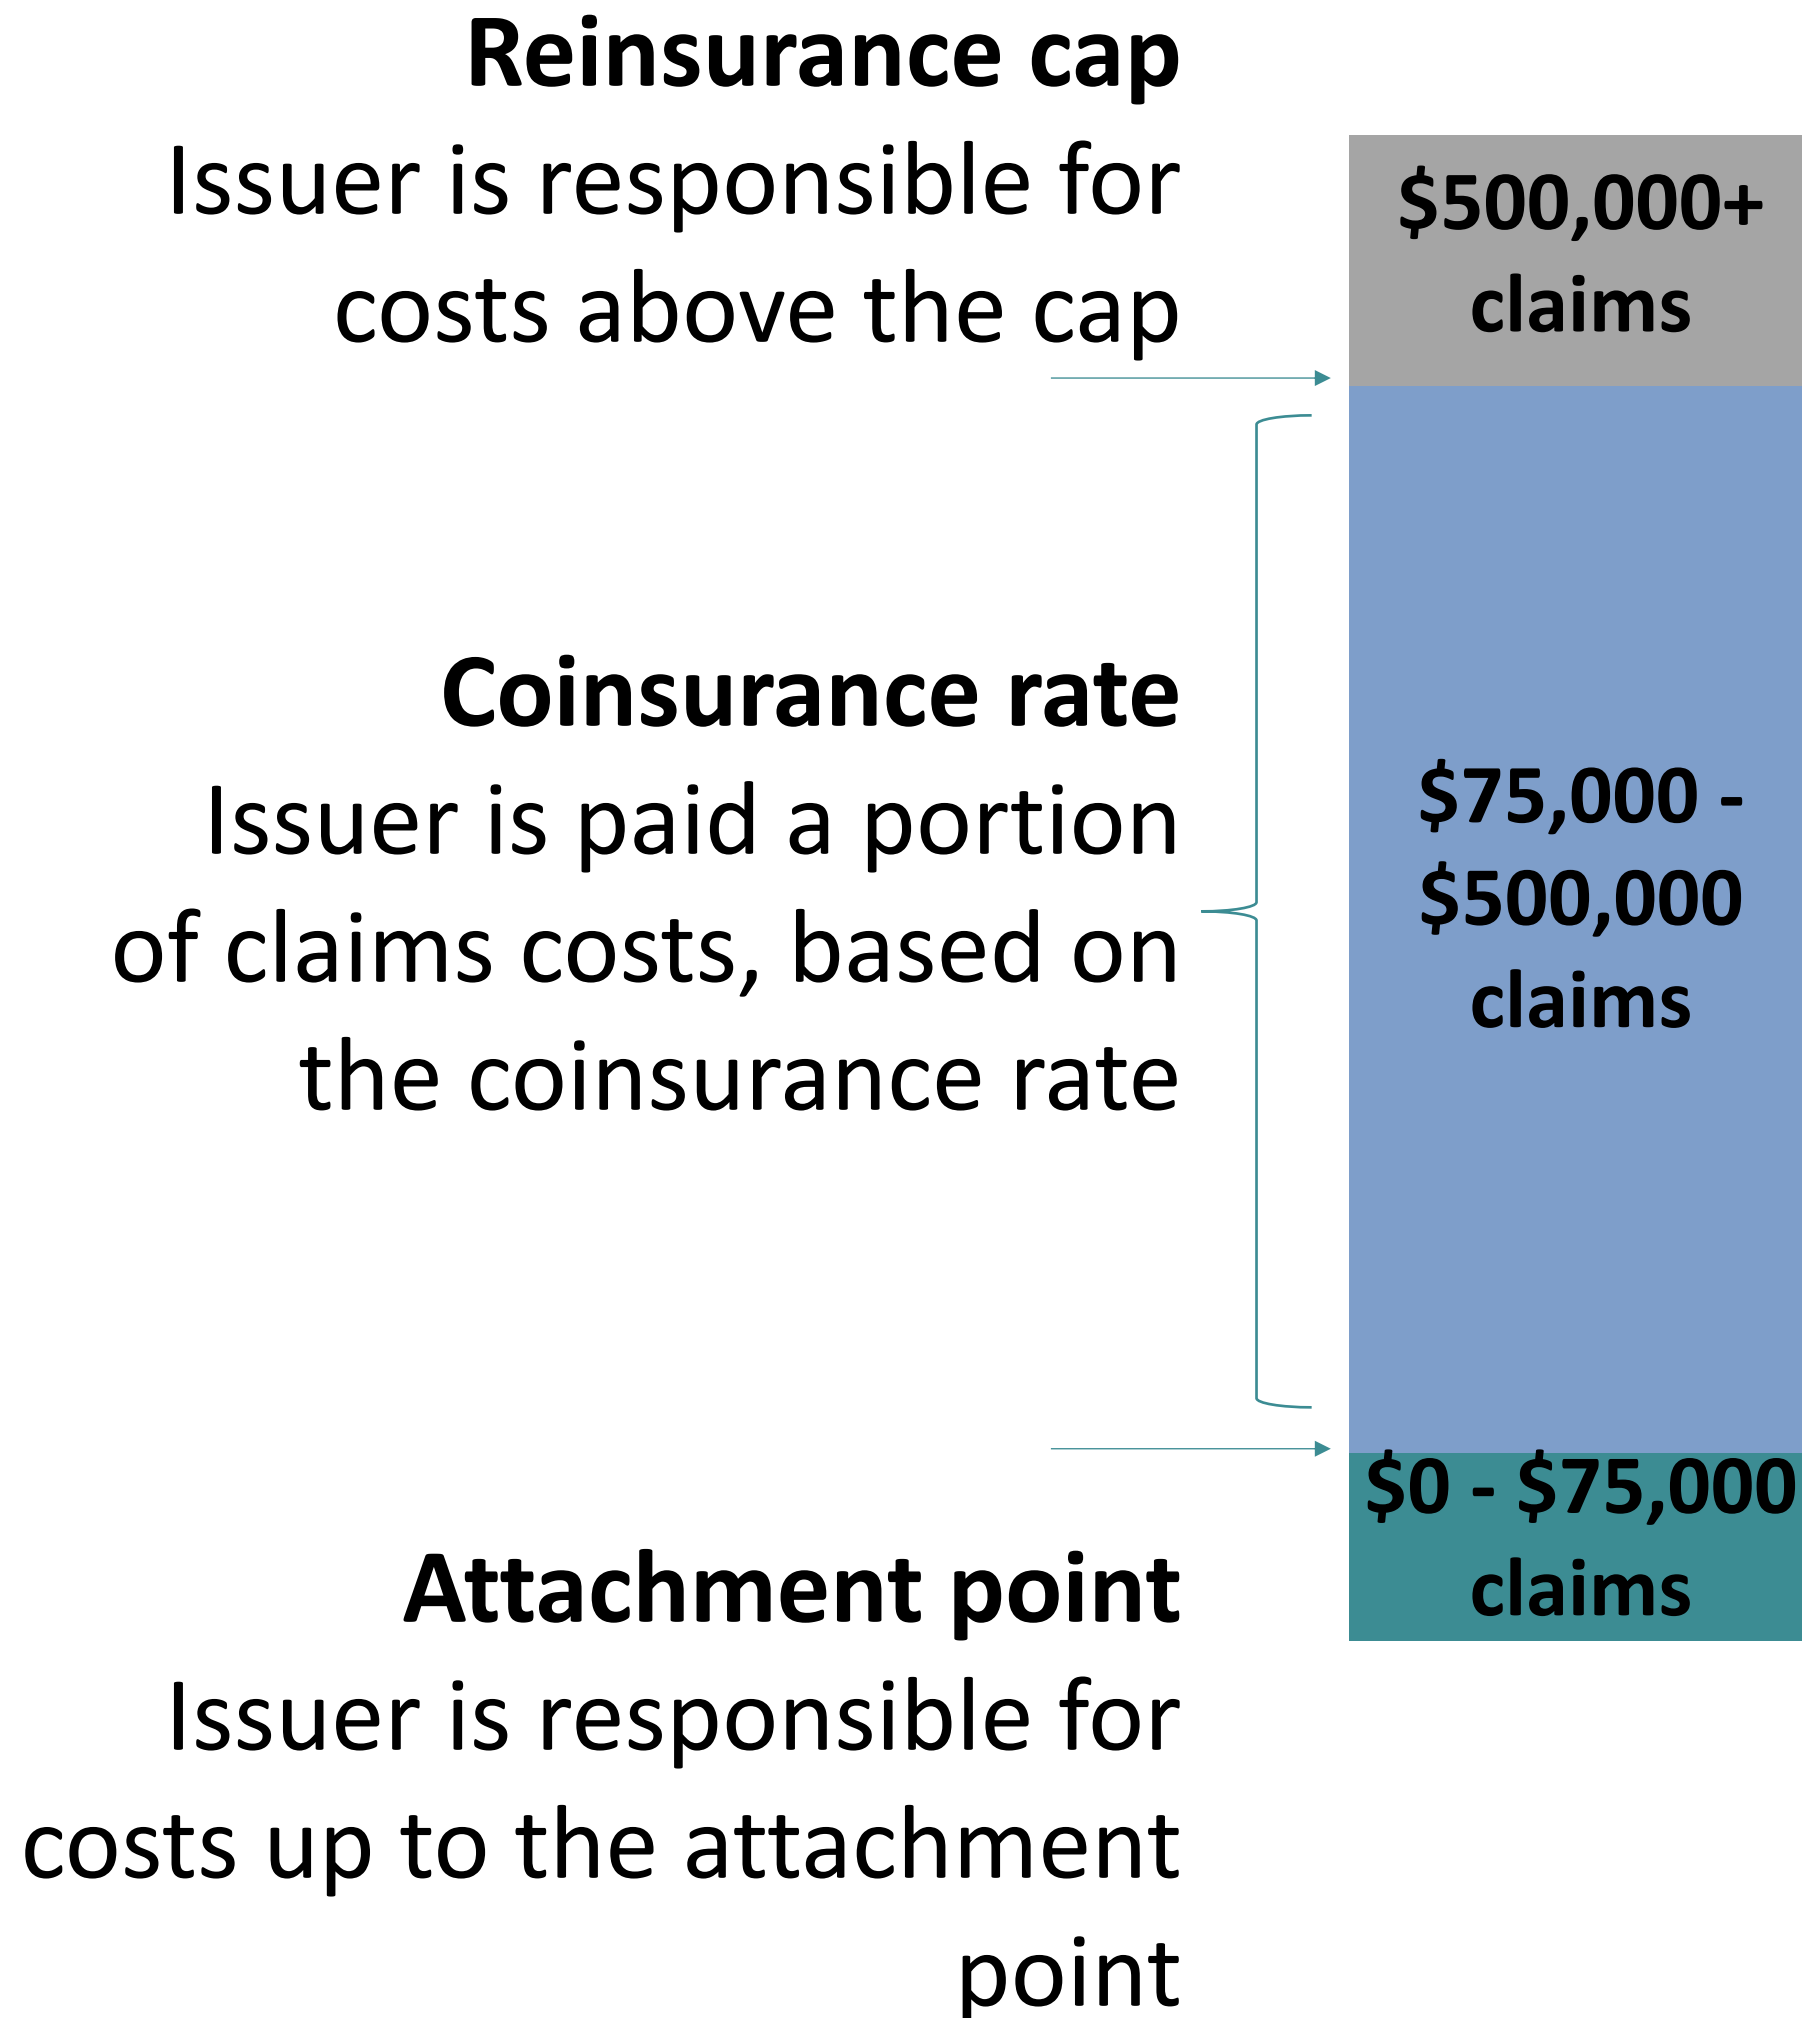 Reinsurance cap
Issuer is responsible for
costs above the cap
$500,000+
claims
Coinsurance rate
Issuer is paid a portion
of claims costs, based on
the coinsurance rate
$75,000 -
$500,000
claims
$0 - $75,000
claims
Attachment point
Issuer is responsible for
costs up to the attachment
point